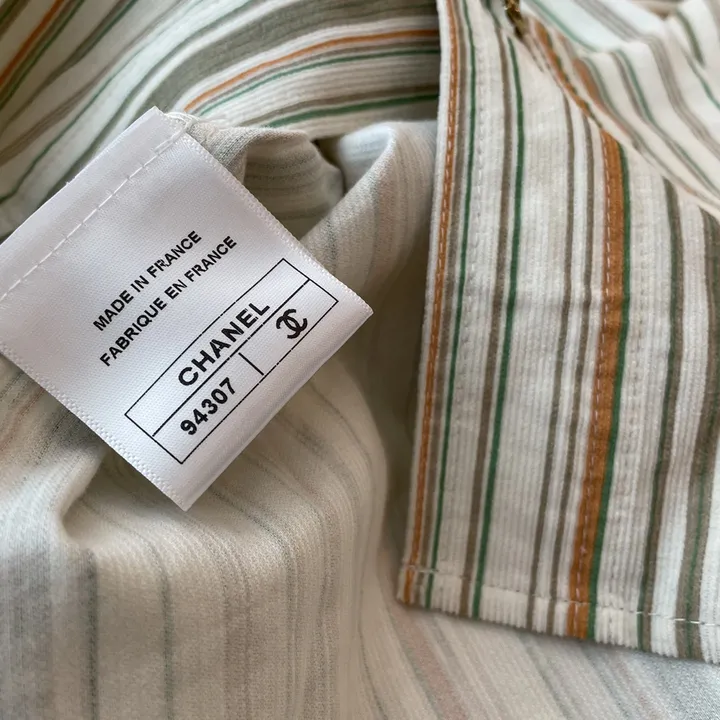 MADE IN FRANCE
FABRIQUE EN FRANCE
CHANEL
94307